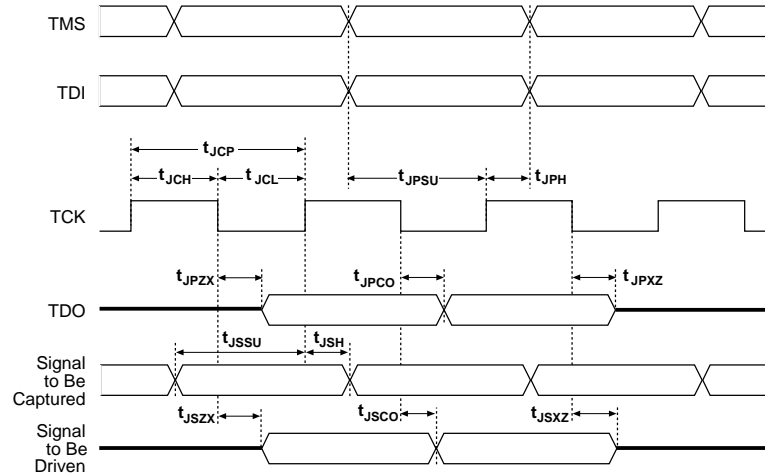 TMS
TDI
tJCP
tJCH
tJCL
tJPSU
tJPH
TCK
tJPZX
tJPCO
tJPXZ
TDO
tJSSU
tJSH
Signal
to Be
Captured
tJSZX
tJSCO
tJSXZ
Signal
to Be
Driven